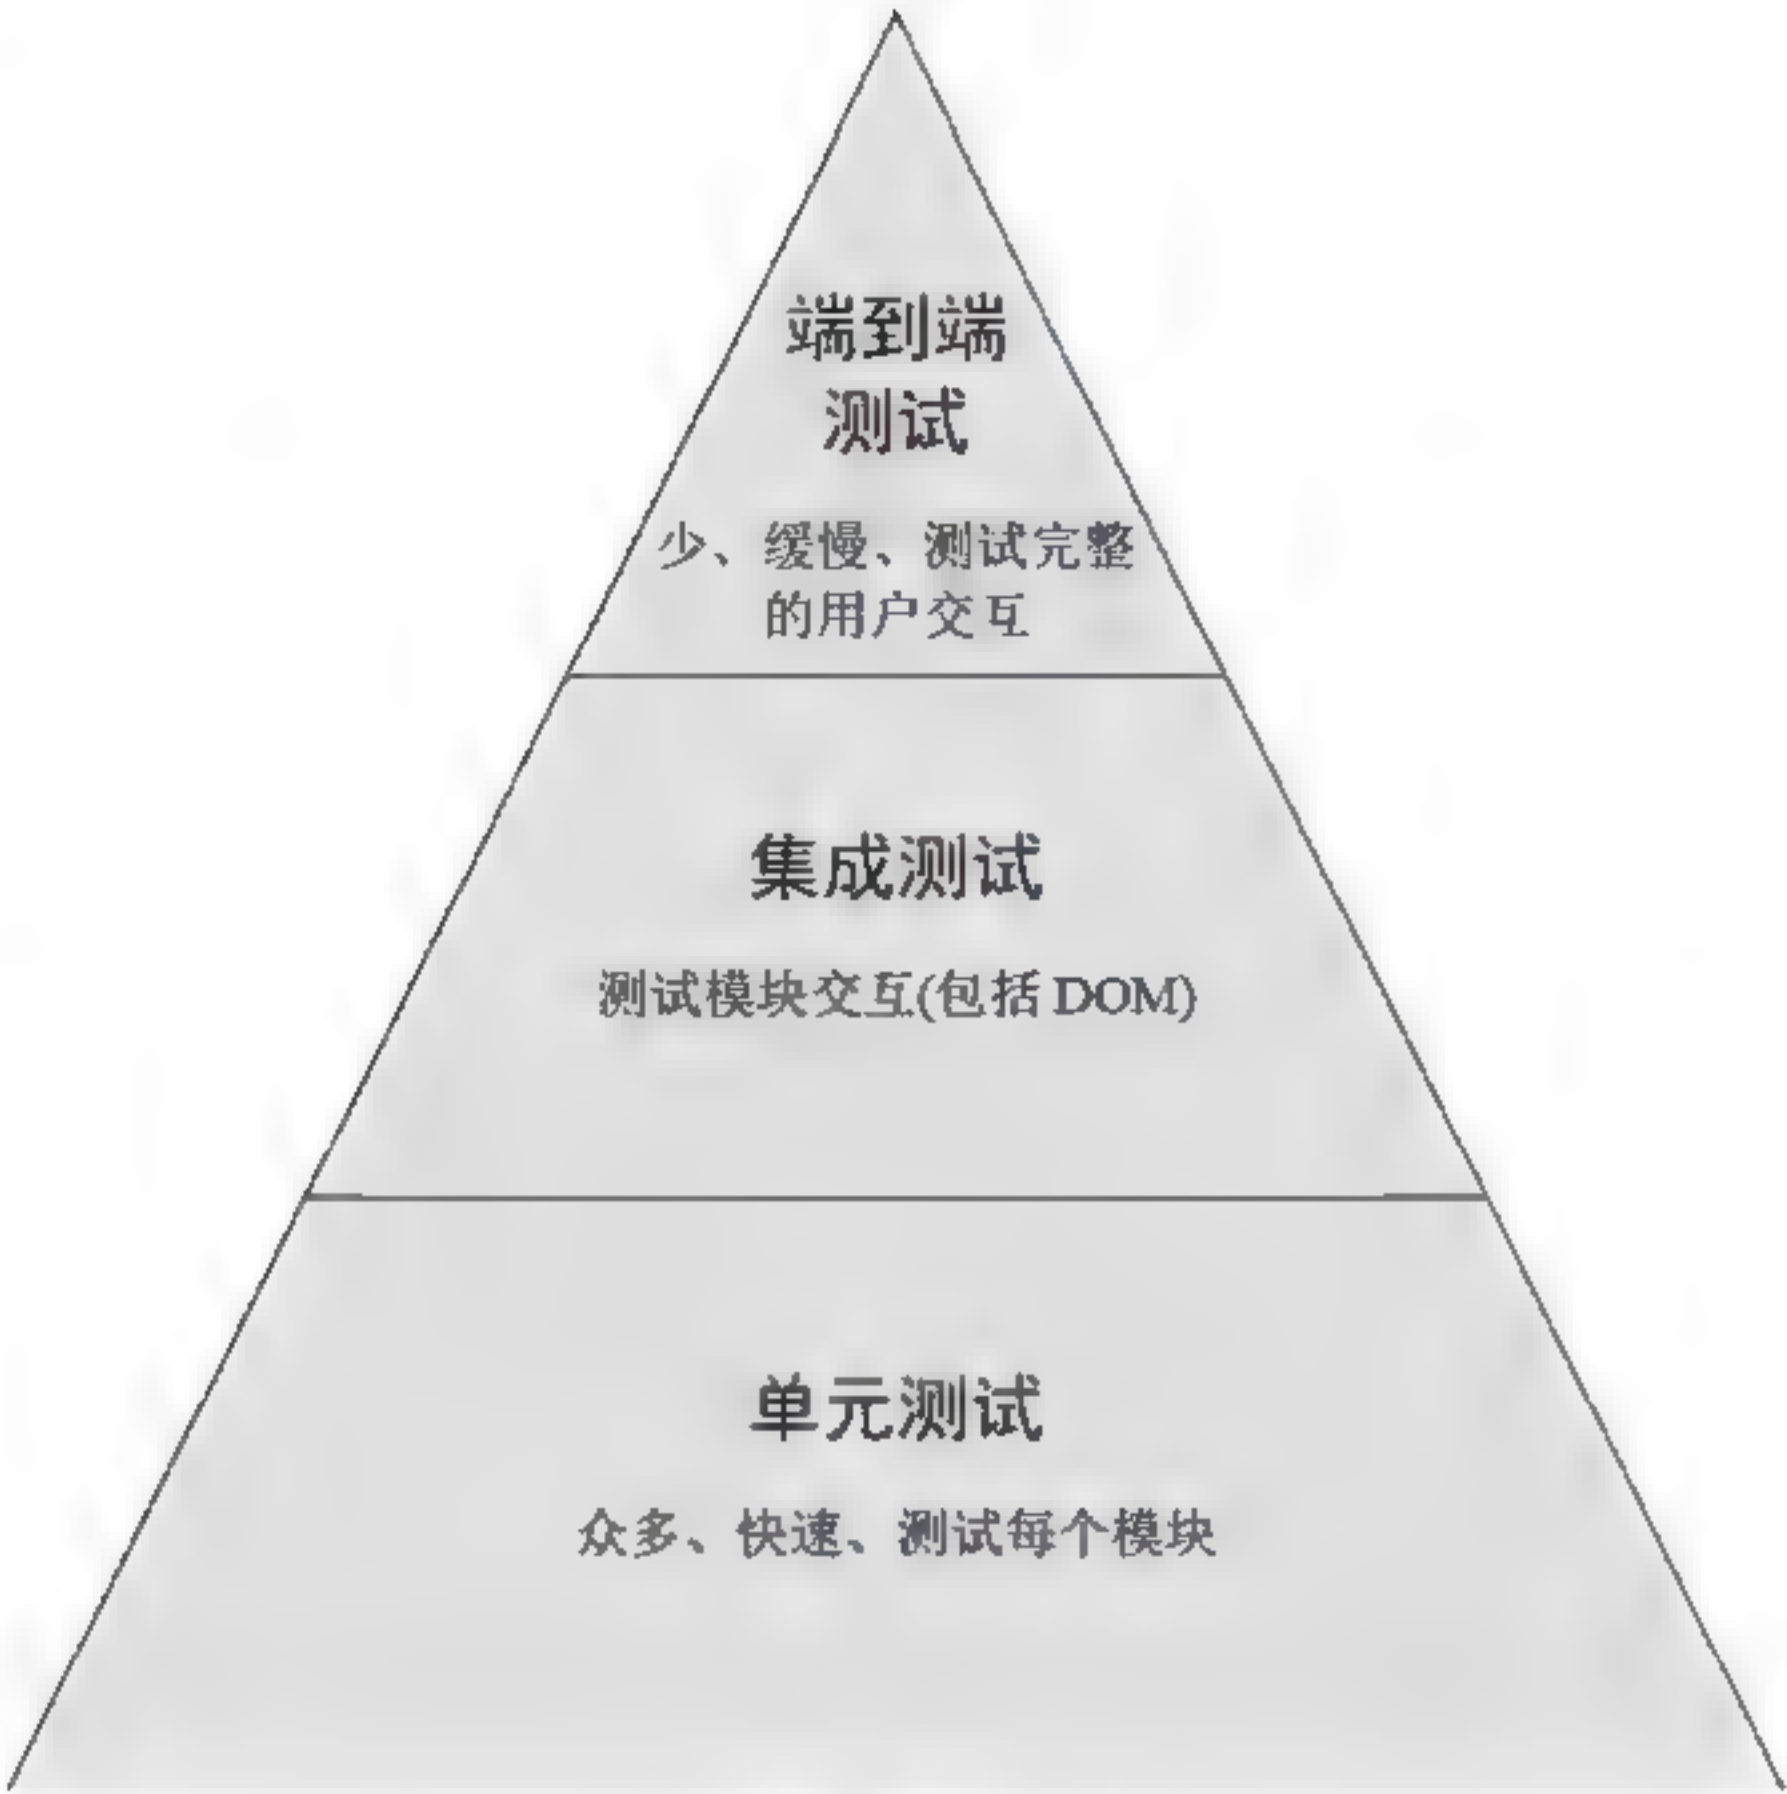 端到端
测试
少、缓慢、测试完整
的用户交互
集成测试
测试模块交互(包括 DOM)
单元测试
众多、快速、测试每个模块